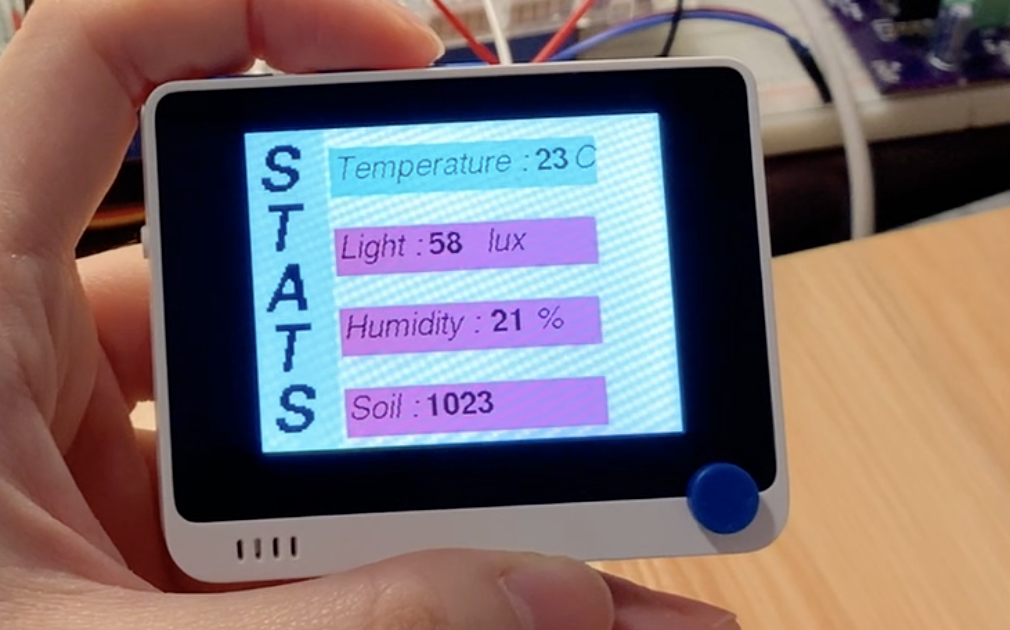 STATS
Temperature : 23 C
Light : 58 lux
Humidity : 21 %
Soil : 1023